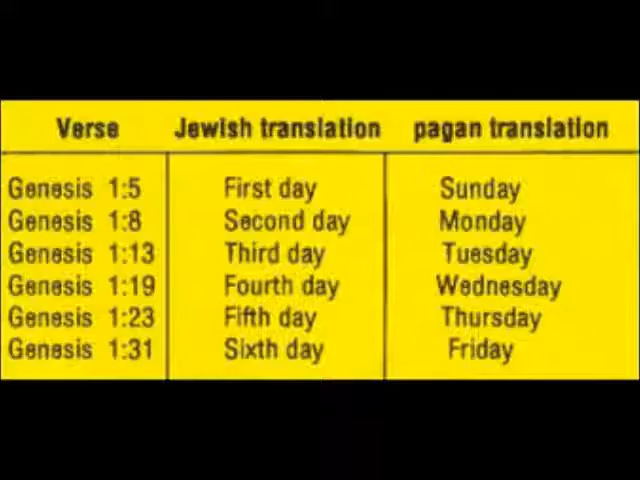 Verse Jewish translation pagan translation
Genesis 1:5 First day Sunday
Genesis 1:8 Second day Monday
Genesis 1:13 Third day Tuesday
Genesis 1:19 Fourth day Wednesday
Genesis 1:23 Fifth day Thursday
Genesis 1:31 Sixth day Friday